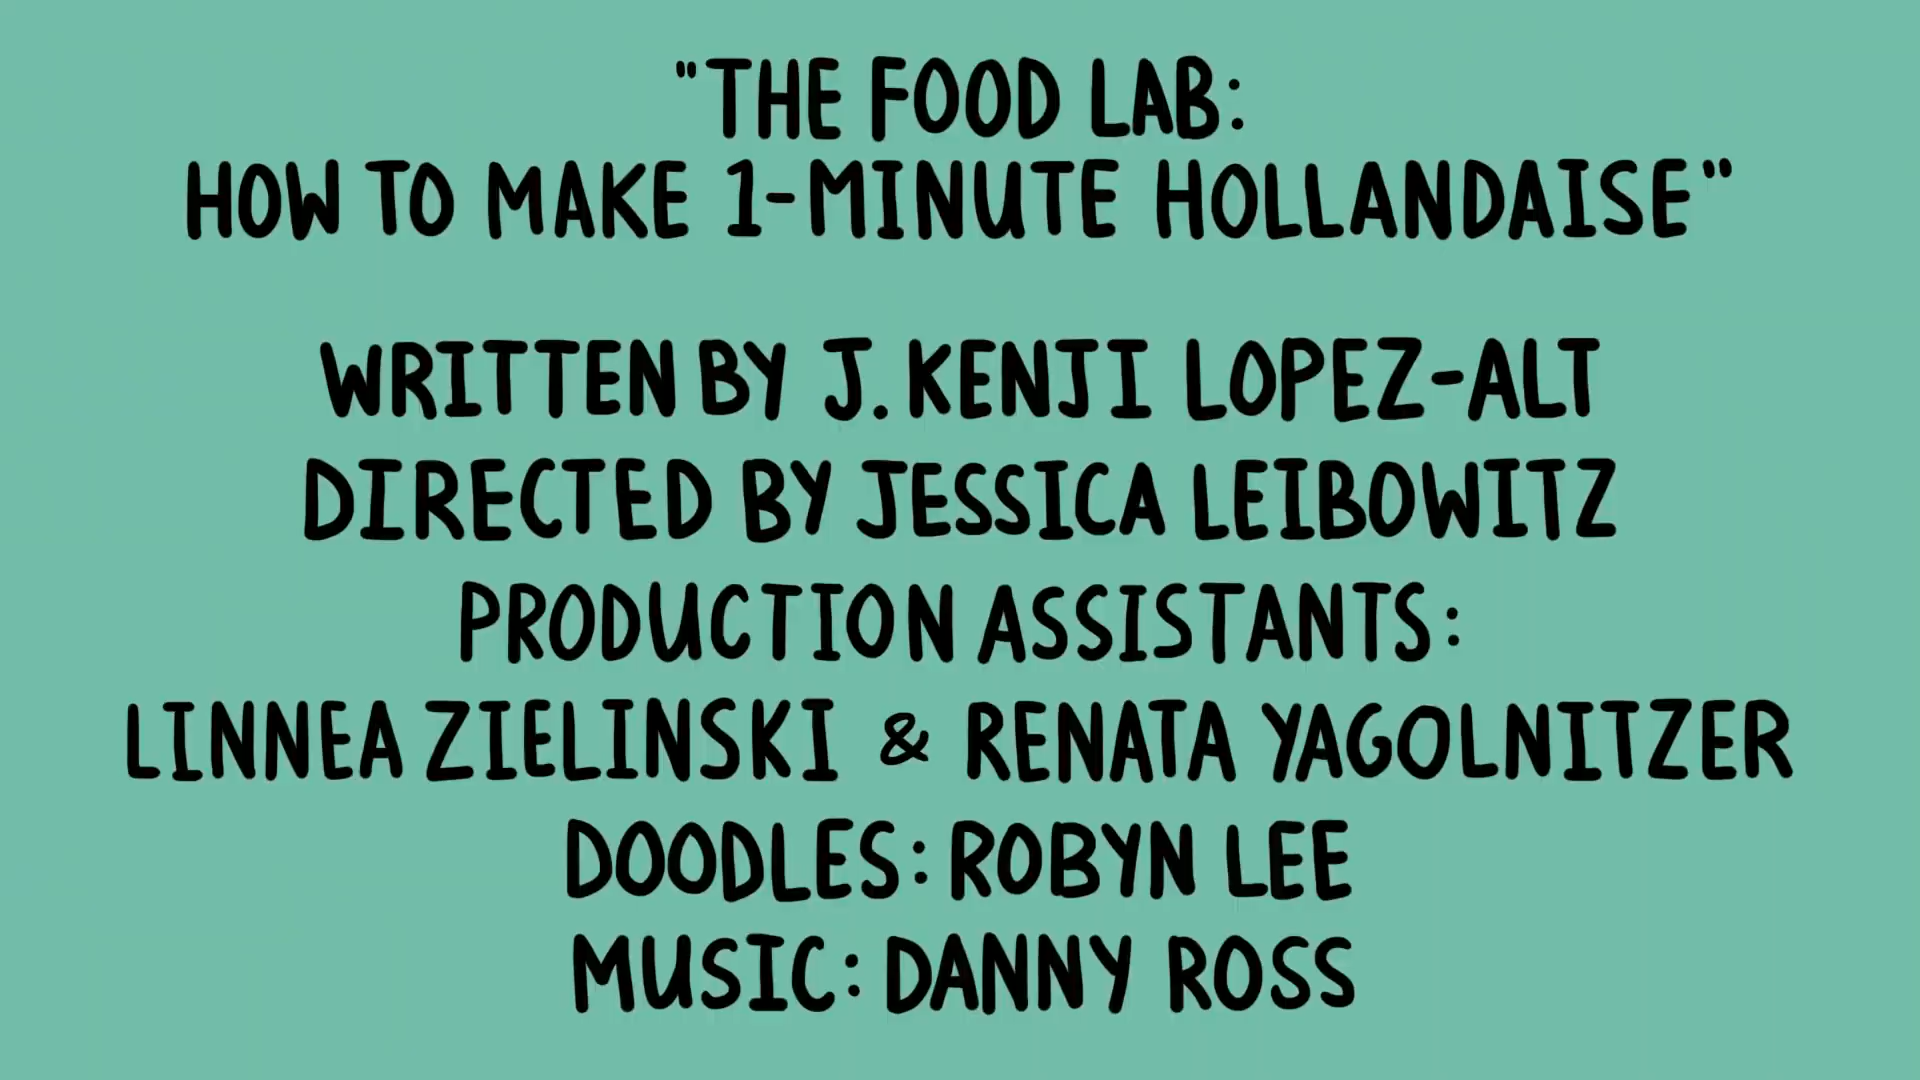 "THE FOOD LAB:
HOW TO MAKE 1-MINUTE HOLLANDAISE"
WRITTEN BY J. KENJI LOPEZ-ALT
DIRECTED BY JESSICA LEIBOWITZ
PRODUCTION ASSISTANTS:
LINNEA ZIELINSKI & RENATA YAGOLNITZER
DOODLES: ROBYN LEE
MUSIC: DANNY ROSS